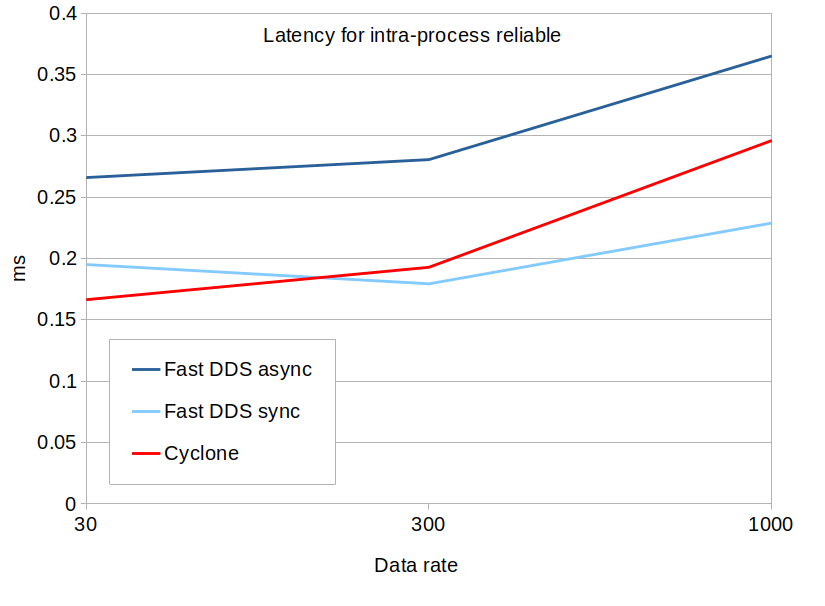 Latency for intra-process reliable
0.4
0.35
0.3
0.25
0.2
0.15
0.1
0.05
0
ms
Fast DDS async
Fast DDS sync
Cyclone
30 300 1000
Data rate